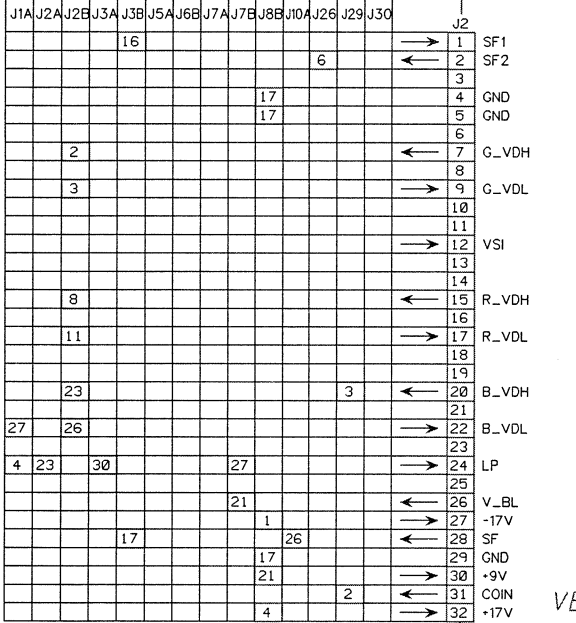 J1A J2A J2B J3A J3B J5A J6B J7A J7B J8B J10A J26 J29 J30
J2
16 → 1 SF1
6 ← 2 SF2
3
17 4 GND
17 5 GND
6
2 ← 7 G_VDH
8
3 → 9 G_VDL
10
11
→ 12 VSI
13
14
8 ← 15 R_VDH
16
11 → 17 R_VDL
18
19
23 3 ← 20 B_VDH
21
27 26 → 22 B_VDL
23
4 23 30 27 → 24 LP
25
21 ← 26 V_BL
1 → 27 -17V
17 26 ← 28 SF
17 29 GND
21 → 30 +9V
2 ← 31 COIN
4 → 32 +17V
VE